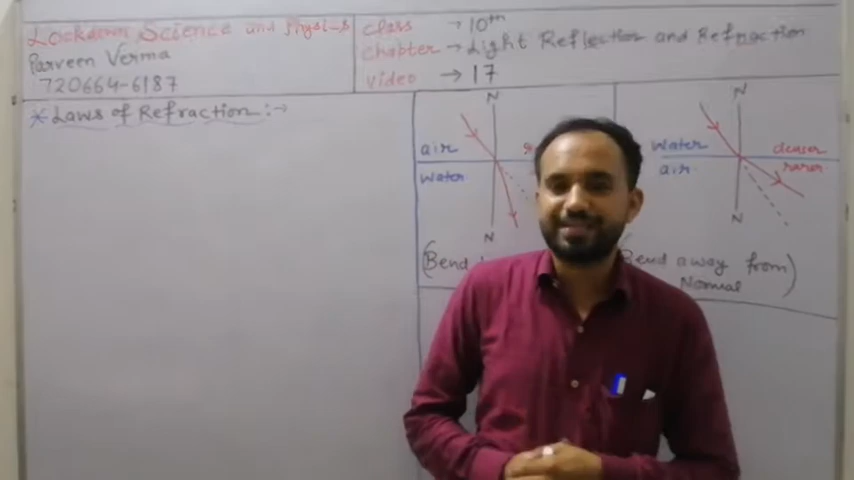 Lockdown Science and Physics
Parveen Verma
720664-6187
class → 10th
chapter → Light Reflection and Refraction
video → 17
* Laws of Refraction :→
N
air
water
N
(Bend
N
water
denser
air
rarer
N
Bend away from
Normal)